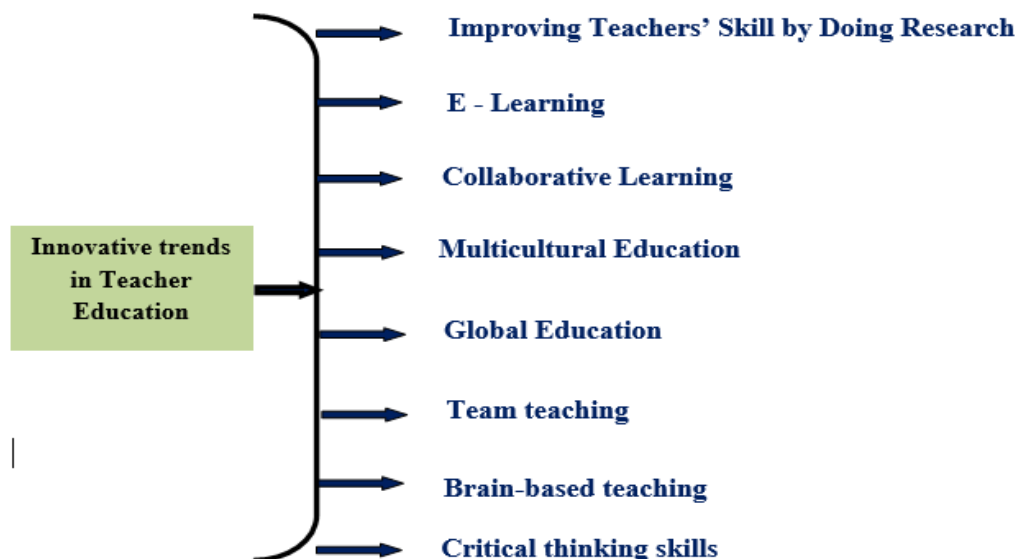 Innovative trends
in Teacher
Education
Improving Teachers’ Skill by Doing Research
E - Learning
Collaborative Learning
Multicultural Education
Global Education
Team teaching
Brain-based teaching
Critical thinking skills